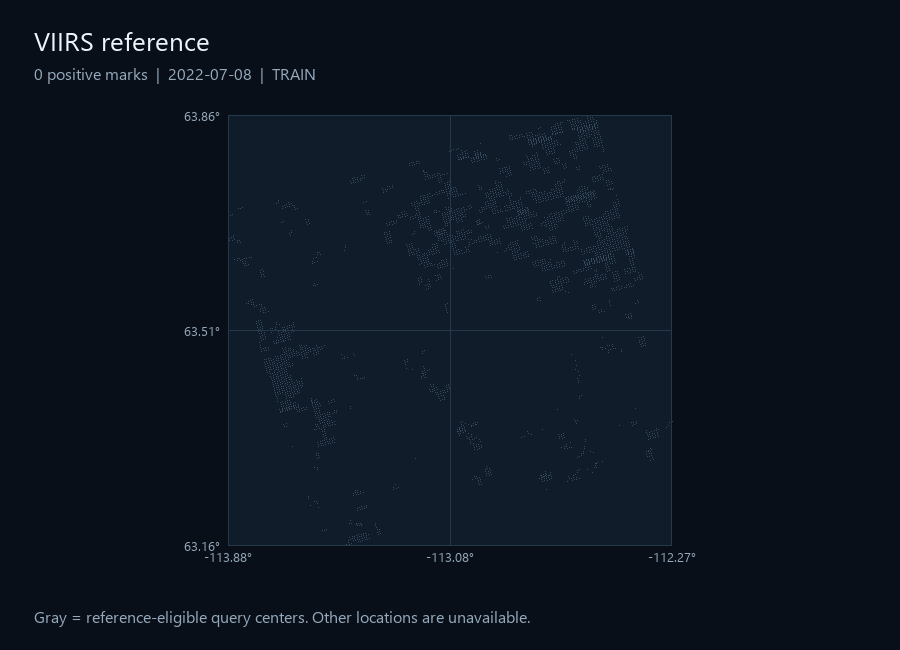 VIIRS reference
0 positive marks | 2022-07-08 | TRAIN
63.86°
63.51°
63.16°
-113.88°
-113.08°
-112.27°
Gray = reference-eligible query centers. Other locations are unavailable.